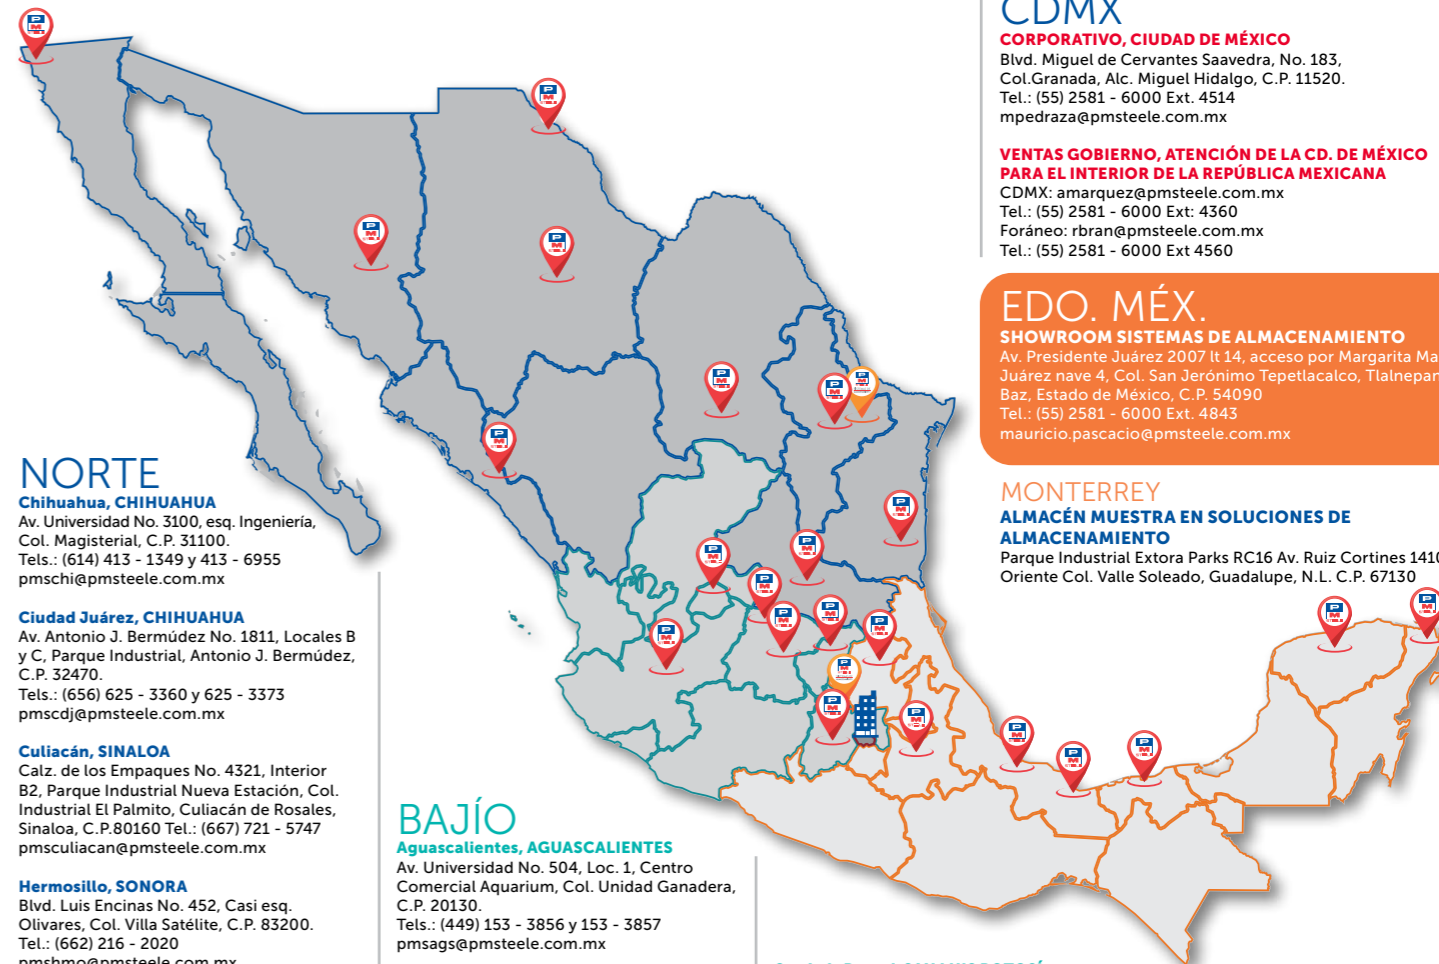 CDMX
CORPORATIVO, CIUDAD DE MÉXICO
Blvd. Miguel de Cervantes Saavedra, No. 183,
Col.Granada, Alc. Miguel Hidalgo, C.P. 11520.
Tel.: (55) 2581 - 6000 Ext. 4514
mpedraza@pmsteele.com.mx
VENTAS GOBIERNO, ATENCIÓN DE LA CD. DE MÉXICO
PARA EL INTERIOR DE LA REPÚBLICA MEXICANA
CDMX: amarquez@pmsteele.com.mx
Tel.: (55) 2581 - 6000 Ext: 4360
Foráneo: rbran@pmsteele.com.mx
Tel.: (55) 2581 - 6000 Ext 4560
EDO. MÉX.
SHOWROOM SISTEMAS DE ALMACENAMIENTO
Av. Presidente Juárez 2007 lt 14, acceso por Margarita Ma
Juárez nave 4, Col. San Jerónimo Tepetlacalco, Tlalnepan
Baz, Estado de México, C.P. 54090
Tel.: (55) 2581 - 6000 Ext. 4843
mauricio.pascacio@pmsteele.com.mx
MONTERREY
ALMACÉN MUESTRA EN SOLUCIONES DE
ALMACENAMIENTO
Parque Industrial Extora Parks RC16 Av. Ruiz Cortines 1410
Oriente Col. Valle Soleado, Guadalupe, N.L. C.P. 67130
NORTE
Chihuahua, CHIHUAHUA
Av. Universidad No. 3100, esq. Ingeniería,
Col. Magisterial, C.P. 31100.
Tels.: (614) 413 - 1349 y 413 - 6955
pmschi@pmsteele.com.mx
Ciudad Juárez, CHIHUAHUA
Av. Antonio J. Bermúdez No. 1811, Locales B
y C, Parque Industrial, Antonio J. Bermúdez,
C.P. 32470.
Tels.: (656) 625 - 3360 y 625 - 3373
pmscdj@pmsteele.com.mx
Culiacán, SINALOA
Calz. de los Empaques No. 4321, Interior
B2, Parque Industrial Nueva Estación, Col.
Industrial El Palmito, Culiacán de Rosales,
Sinaloa, C.P.80160 Tel.: (667) 721 - 5747
pmsculiacan@pmsteele.com.mx
Hermosillo, SONORA
Blvd. Luis Encinas No. 452, Casi esq.
Olivares, Col. Villa Satélite, C.P. 83200.
Tel.: (662) 216 - 2020
pmshmo@pmsteele.com.mx
BAJÍO
Aguascalientes, AGUASCALIENTES
Av. Universidad No. 504, Loc. 1, Centro
Comercial Aquarium, Col. Unidad Ganadera,
C.P. 20130.
Tels.: (449) 153 - 3856 y 153 - 3857
pmsags@pmsteele.com.mx